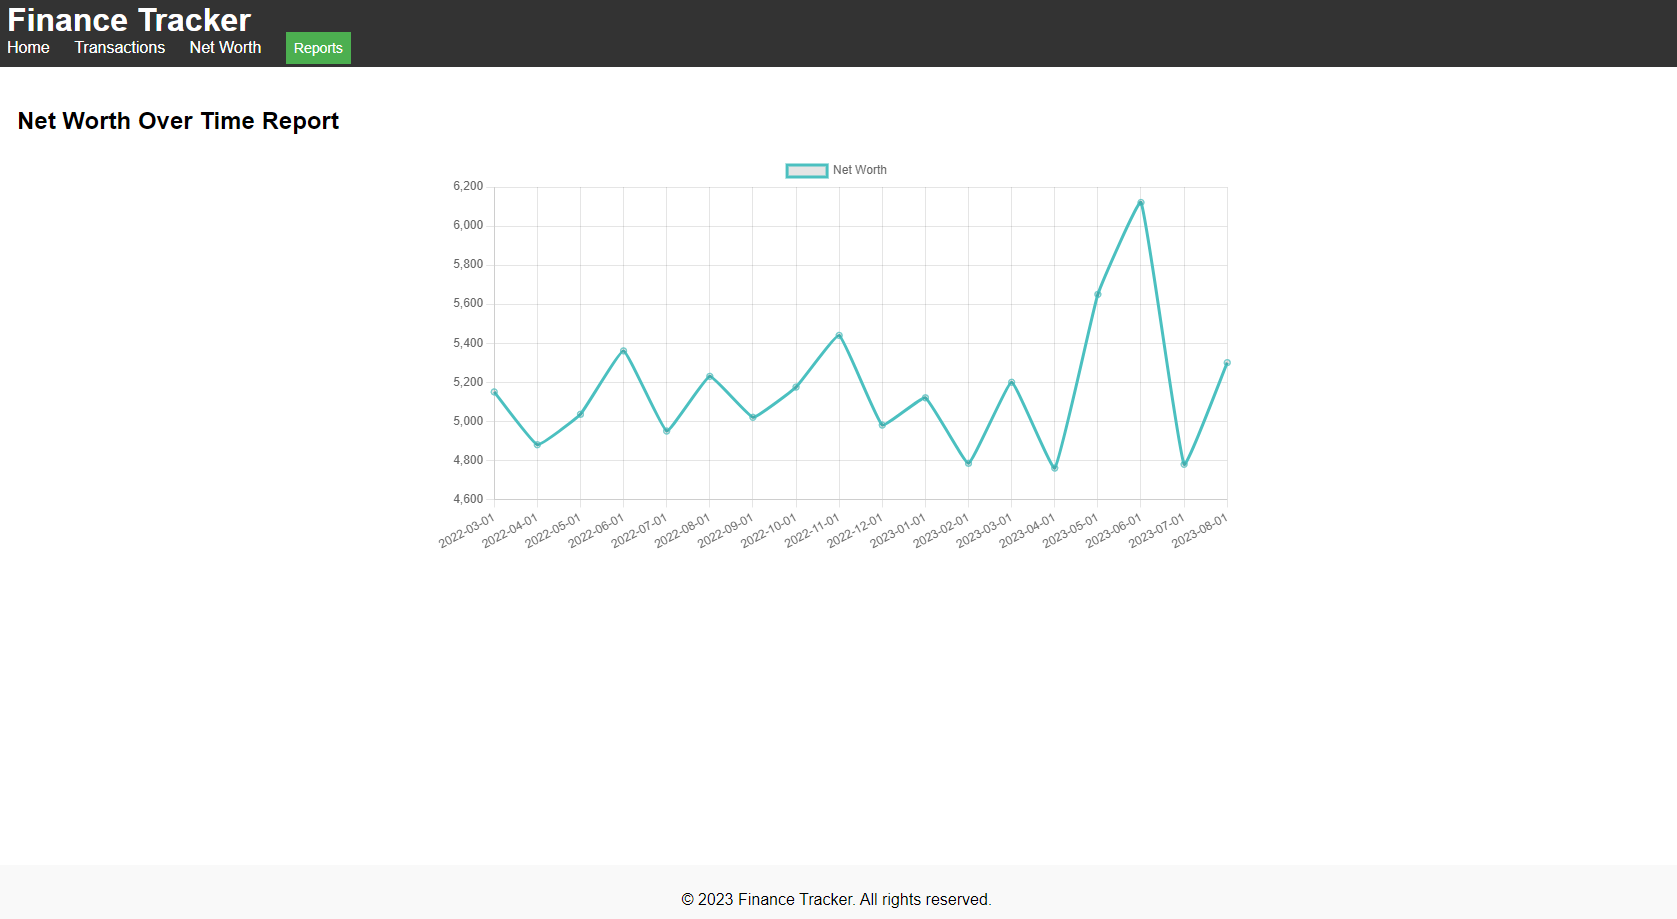 Finance Tracker
Home Transactions Net Worth Reports
Net Worth Over Time Report
Net Worth
6,200
6,000
5,800
5,600
5,400
5,200
5,000
4,800
4,600
2022-03-01 2022-04-01 2022-05-01 2022-06-01 2022-07-01 2022-08-01 2022-09-01 2022-10-01 2022-11-01 2022-12-01 2023-01-01 2023-02-01 2023-03-01 2023-04-01 2023-05-01 2023-06-01 2023-07-01 2023-08-01
© 2023 Finance Tracker. All rights reserved.